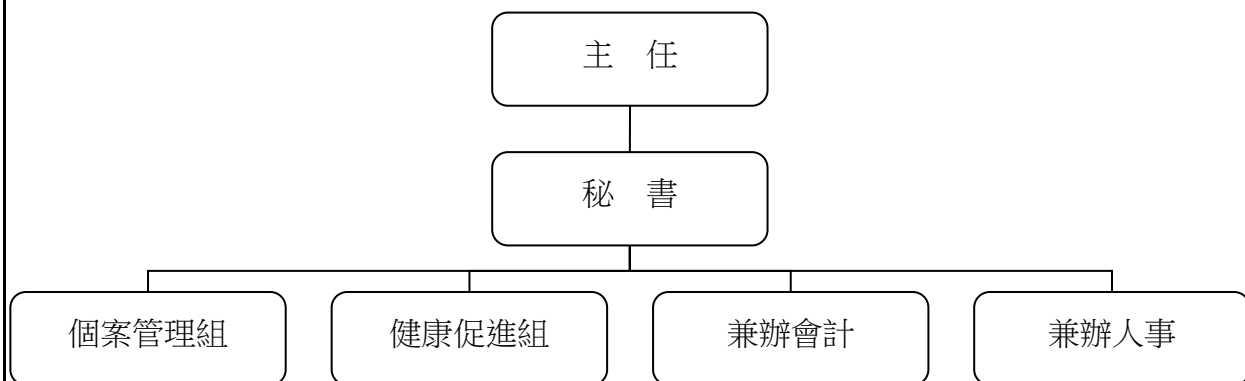 主　任
秘　書
個案管理組
健康促進組
兼辦會計
兼辦人事